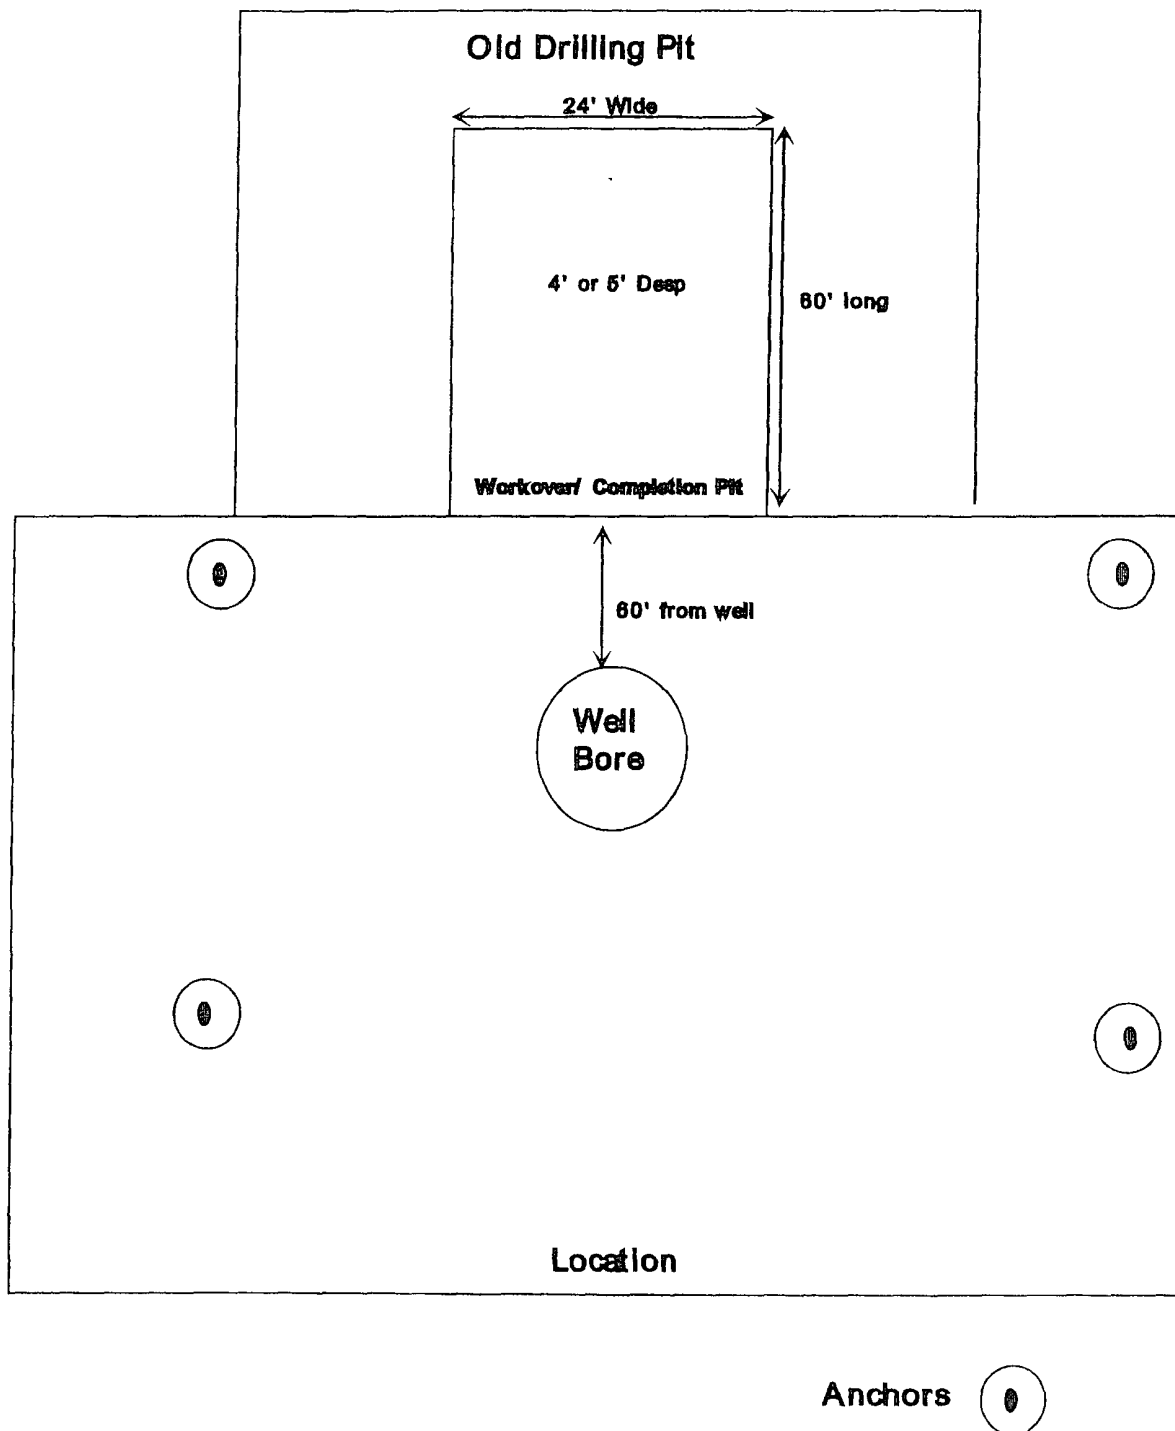 Old Drilling Pit
24' Wide
4' or 5' Deep
60' long
Workover/ Completion Pit
60' from well
Well
Bore
Location
Anchors